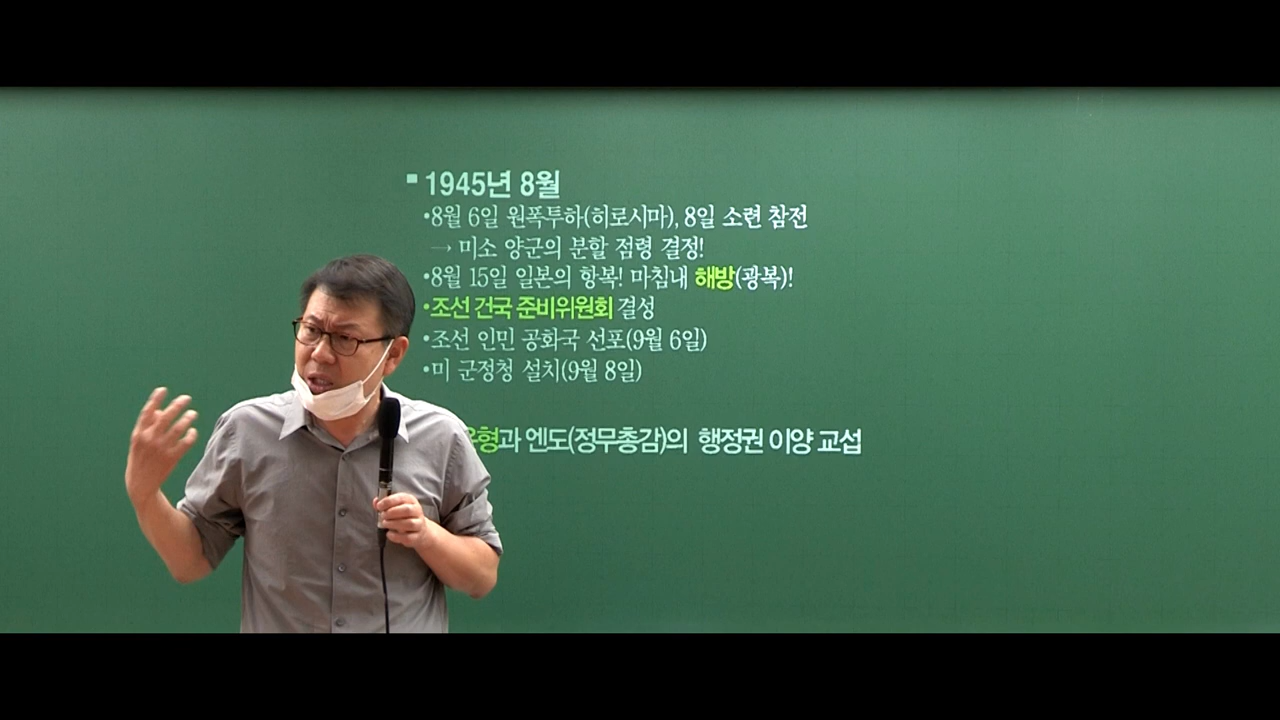 1945년 8월
•8월 6일 원폭투하(히로시마), 8일 소련 참전
→ 미소 양군의 분할 점령 결정!
•8월 15일 일본의 항복! 마침내 해방(광복)!
•조선 건국 준비위원회 결성
•조선 인민 공화국 선포(9월 6일)
•미 군정청 설치(9월 8일)
형과 엔도(정무총감)의 행정권 이양 교섭